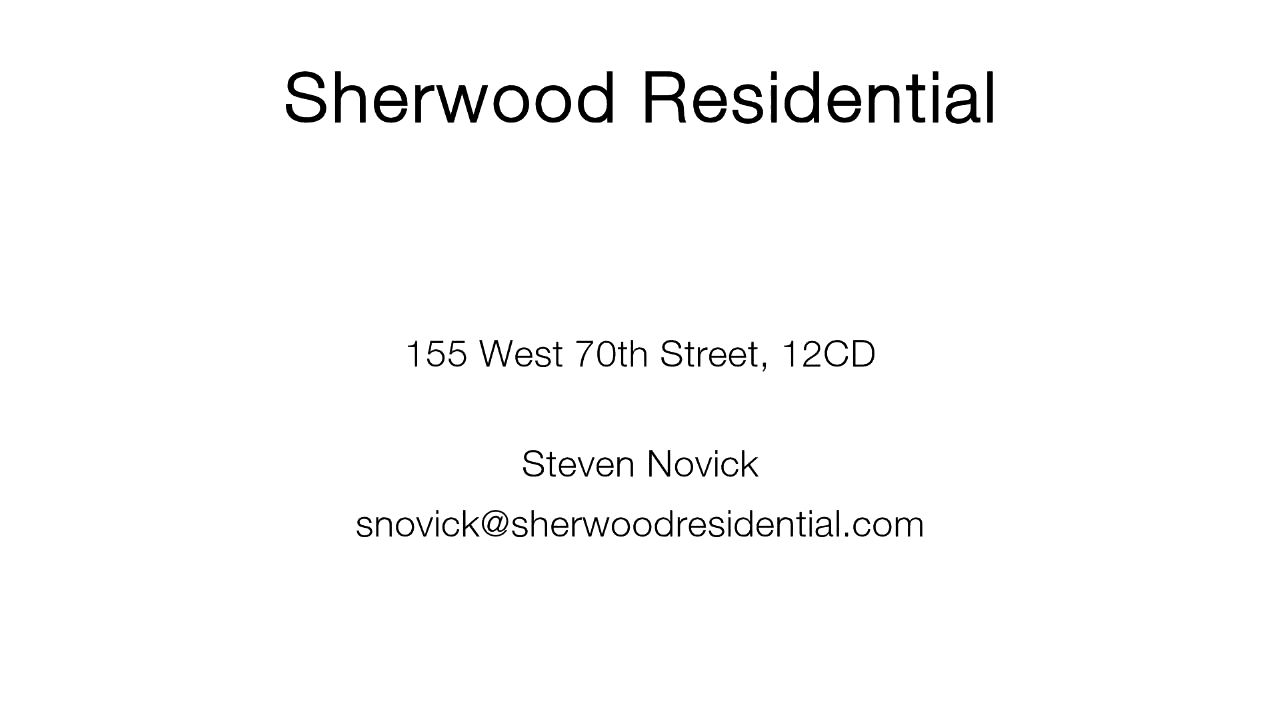 Sherwood Residential
155 West 70th Street, 12CD
Steven Novick
snovick@sherwoodresidential.com